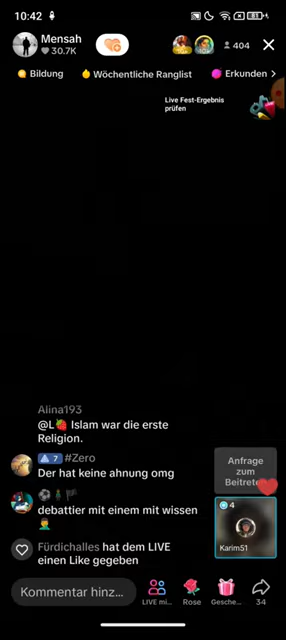 10:42
81
Mensah
30.7K
404
Bildung
Wöchentliche Rangliste
Erkunden >
Live Fest-Ergebnis
prüfen
Alina193
@L🍓 Islam war die erste
Religion.
7 #Zero
Der hat keine ahnung omg
debattier mit einem mit wissen
Fürdichalles hat dem LIVE
einen Like gegeben
Anfrage
zum
Beitrete
4
Karim51
Kommentar hinz...
LIVE mi...
Rose
Gesche...
34